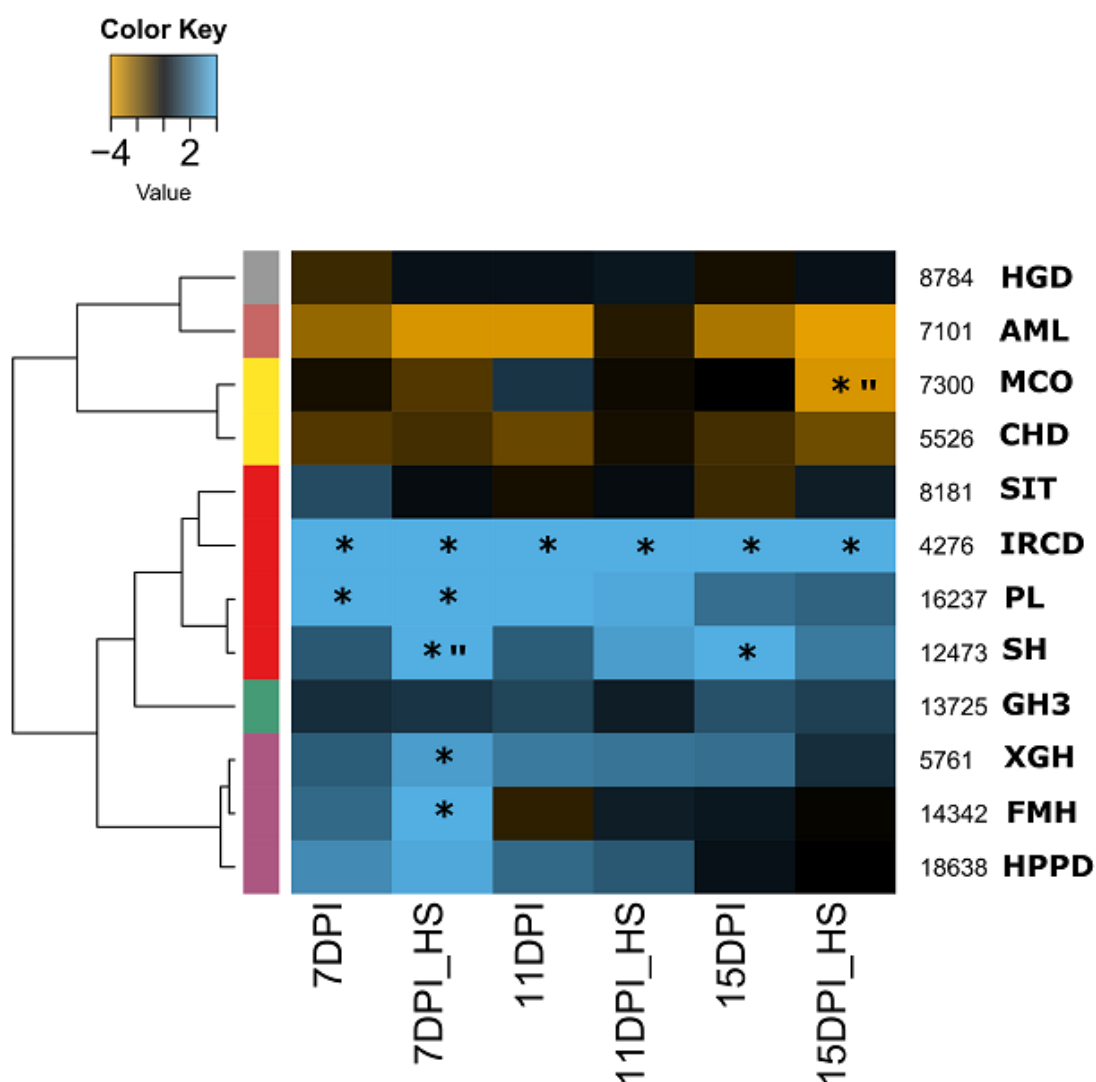 Color Key
−4 2
Value
8784 HGD
7101 AML
* " 7300 MCO
5526 CHD
8181 SIT
* * * * * * 4276 IRCD
* * 16237 PL
* " * 12473 SH
13725 GH3
* 5761 XGH
* 14342 FMH
18638 HPPD
7DPI
7DPI_HS
11DPI
11DPI_HS
15DPI
15DPI_HS